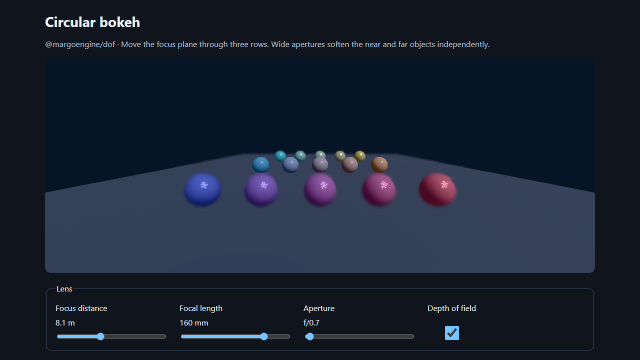 Circular bokeh
@margoengine/dof · Move the focus plane through three rows. Wide apertures soften the near and far objects independently.
Lens
Focus distance
8.1 m
Focal length
160 mm
Aperture
f/0.7
Depth of field